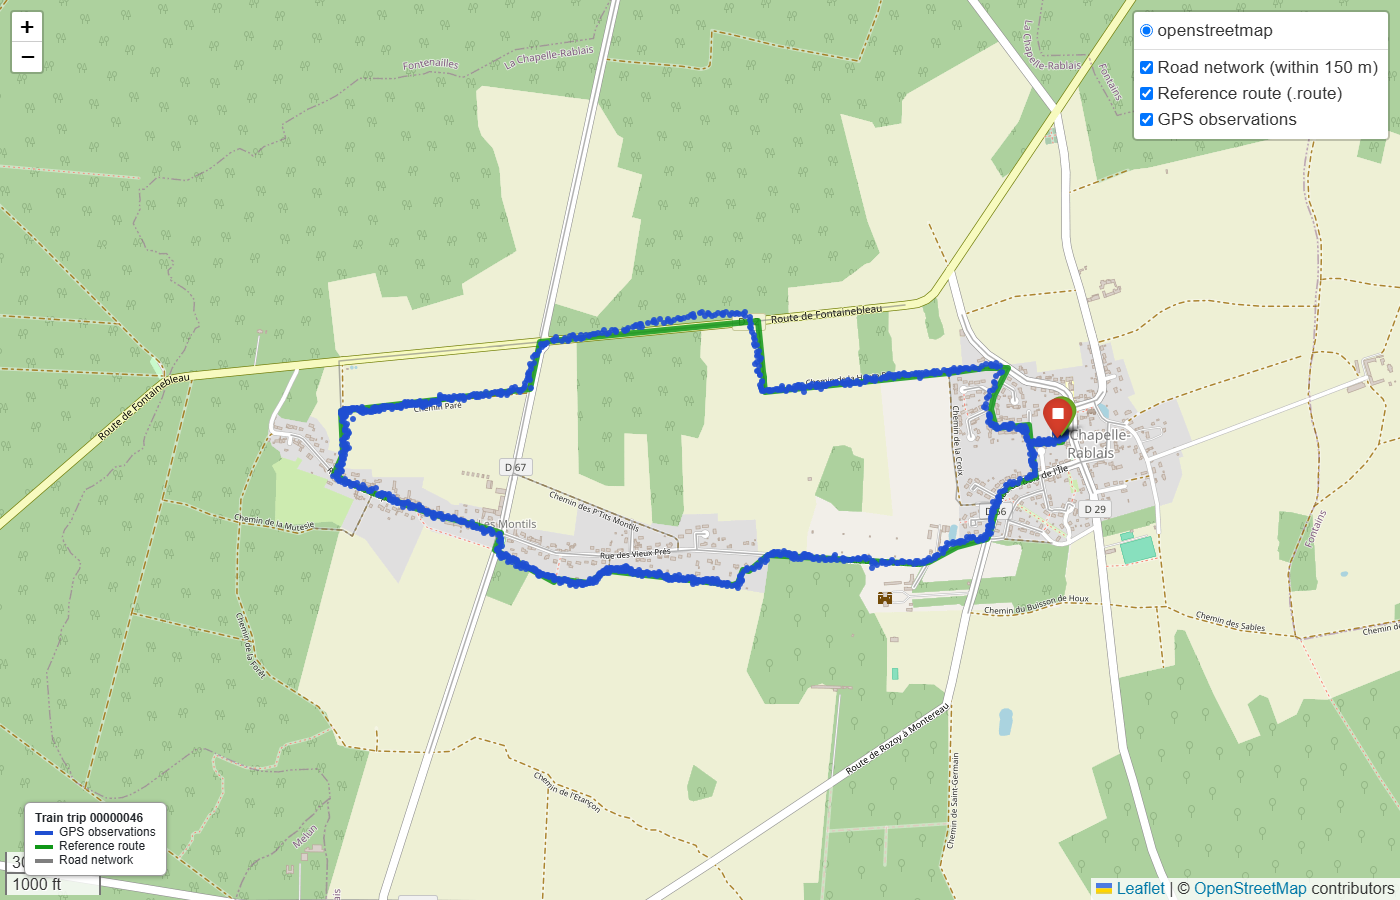 +
−
openstreetmap
Road network (within 150 m)
Reference route (.route)
GPS observations
Fontenailles
La Chapelle-Rablais
La Chapelle-Rablais
Fontains
Route de Fontainebleau
Route de Fontainebleau
Chemin Paré
Chemin de la Croix
Chapelle-
Rablais
D 67
D 29
Chemin des P'tits Montils
Les Montils
Rue des Vieux Prés
Chemin de la Mutesie
Fontains
Chemin du Buisson de Houx
Chemin des Sables
Chemin de la Forêt
Route de Rozoy à Montereau
Chemin de Saint-Germain
Chemin de l'Étançon
Melun
Train trip 00000046
GPS observations
Reference route
Road network
1000 ft
Leaflet | © OpenStreetMap contributors